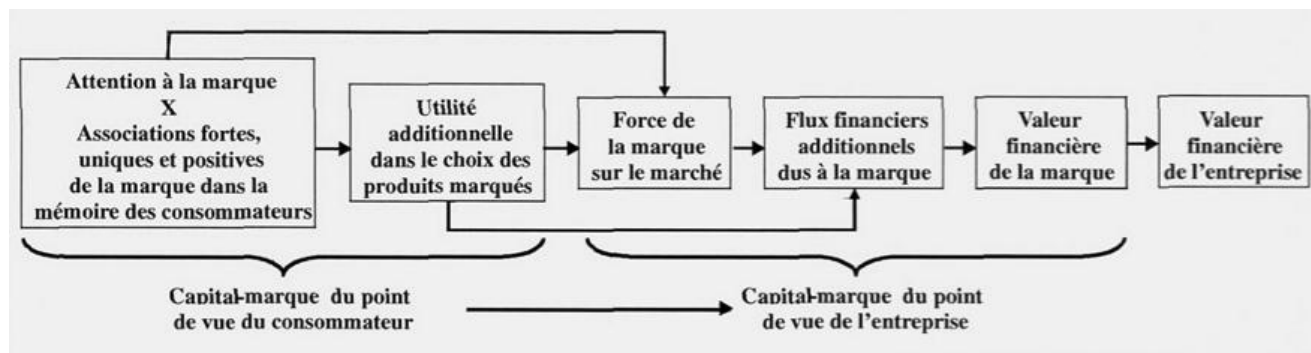 Attention à la marque
X
Associations fortes,
uniques et positives
de la marque dans la
mémoire des consommateurs
Utilité
additionnelle
dans le choix des
produits marqués
Force de
la marque
sur le marché
Flux financiers
additionnels
dus à la marque
Valeur
financière
de la marque
Valeur
financière
de l'entreprise
Capital-marque du point
de vue du consommateur
Capital-marque du point
de vue de l'entreprise